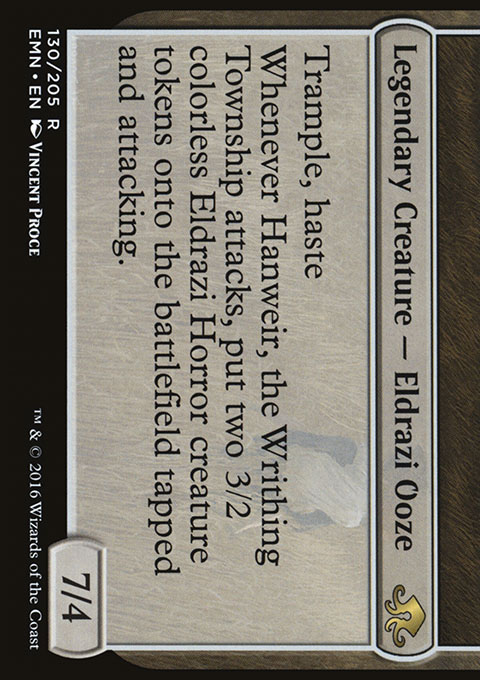 Legendary Creature — Eldrazi Ooze
Trample, haste
Whenever Hanweir, the Writhing
Township attacks, put two 3/2
colorless Eldrazi Horror creature
tokens onto the battlefield tapped
and attacking.
7/4
130/205 R
EMN • EN Vincent Proce
™ & © 2016 Wizards of the Coast